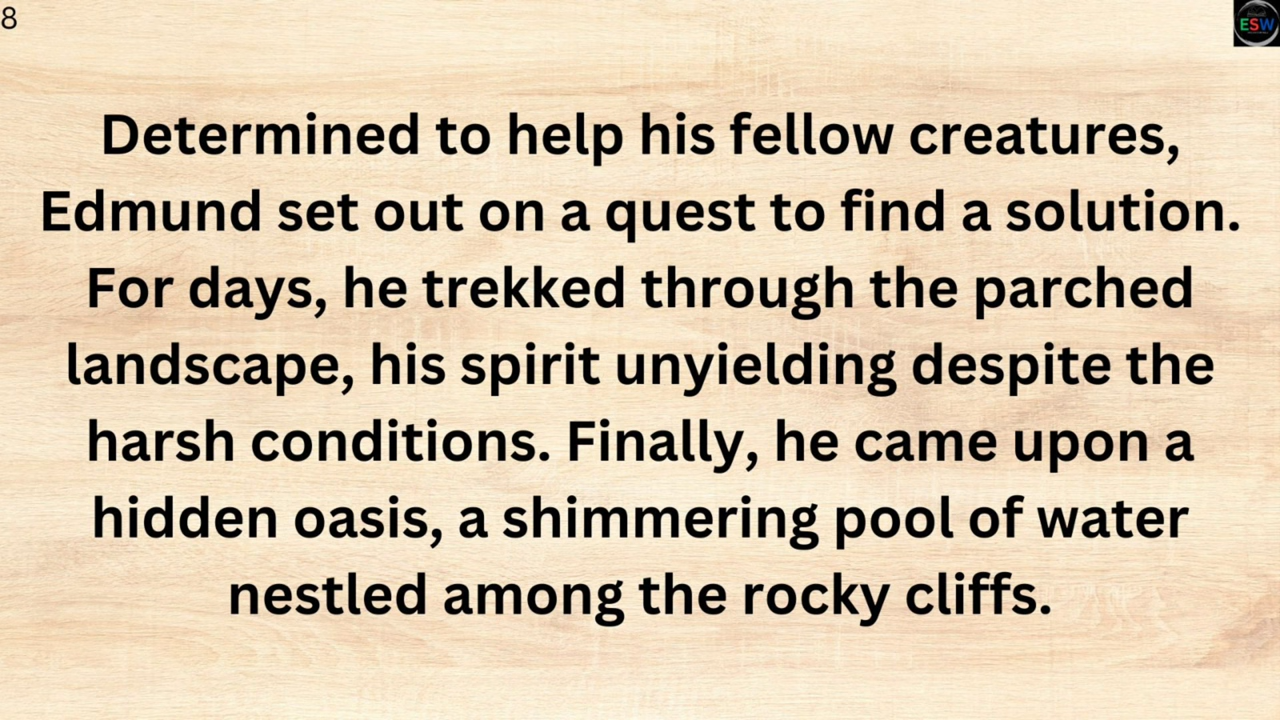 8
ESW
Determined to help his fellow creatures,
Edmund set out on a quest to find a solution.
For days, he trekked through the parched
landscape, his spirit unyielding despite the
harsh conditions. Finally, he came upon a
hidden oasis, a shimmering pool of water
nestled among the rocky cliffs.